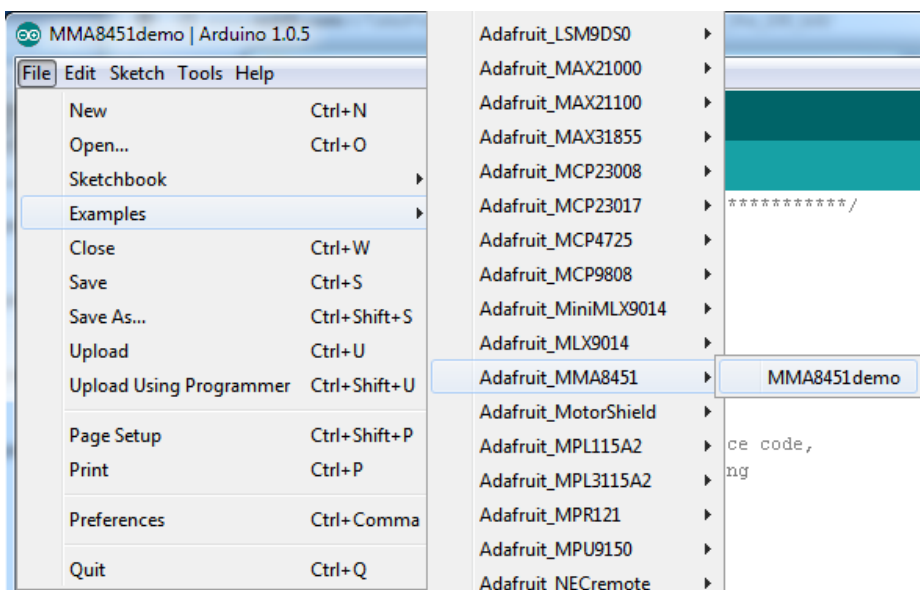 MMA8451demo | Arduino 1.0.5
File Edit Sketch Tools Help
New Ctrl+N
Open... Ctrl+O
Sketchbook
Examples
Close Ctrl+W
Save Ctrl+S
Save As... Ctrl+Shift+S
Upload Ctrl+U
Upload Using Programmer Ctrl+Shift+U
Page Setup Ctrl+Shift+P
Print Ctrl+P
Preferences Ctrl+Comma
Quit Ctrl+Q
Adafruit_LSM9DS0
Adafruit_MAX21000
Adafruit_MAX21100
Adafruit_MAX31855
Adafruit_MCP23008
Adafruit_MCP23017
Adafruit_MCP4725
Adafruit_MCP9808
Adafruit_MiniMLX9014
Adafruit_MLX9014
Adafruit_MMA8451
Adafruit_MotorShield
Adafruit_MPL115A2
Adafruit_MPL3115A2
Adafruit_MPR121
Adafruit_MPU9150
Adafruit_NECremote
MMA8451demo
***********/
ce code,
ng